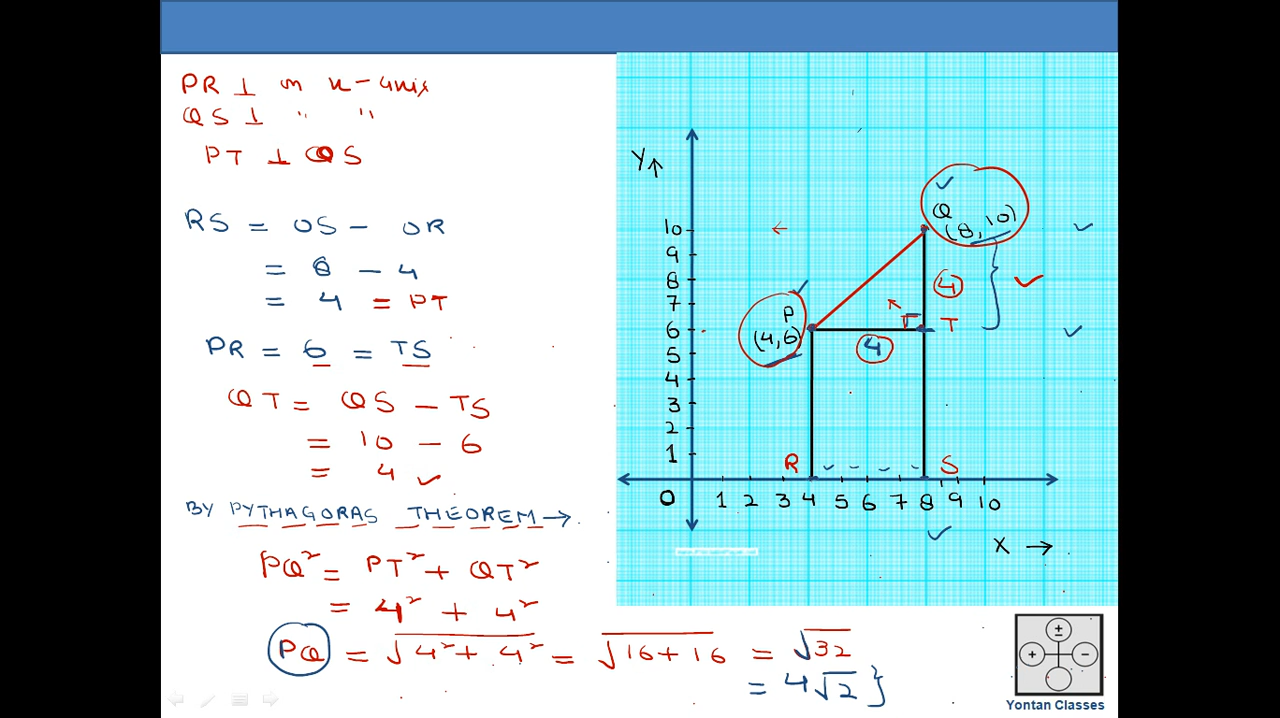 PR ⊥ on x-axis
QS ⊥ " "
PT ⊥ QS
RS = OS - OR
= 8 - 4
= 4 = PT
PR = 6 = TS
QT = QS - TS
= 10 - 6
= 4 ✓
BY PYTHAGORAS THEOREM →
PQ² = PT² + QT²
= 4² + 4²
PQ = √4² + 4² = √16 + 16 = √32
= 4√2 }
Y ↑
Q
(8, 10)
10
9
8
7
6
5
4
3
2
1
P
(4,6)
4
T
4
R
S
0 1 2 3 4 5 6 7 8 9 10
X →
+ ± −
Yontan Classes